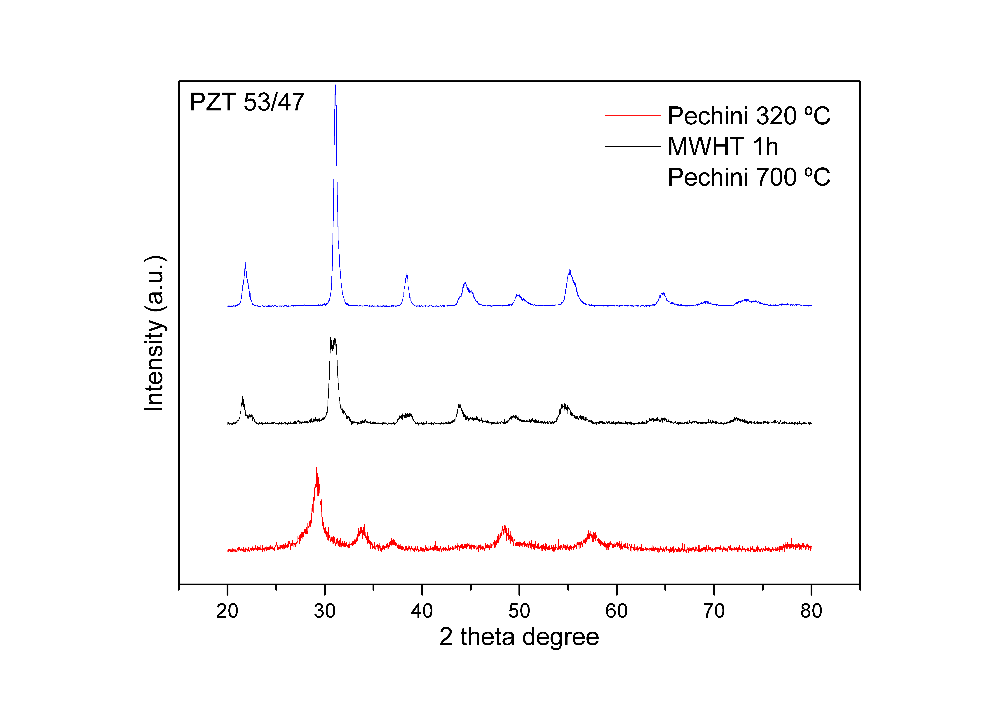 PZT 53/47
Pechini 320 ºC
MWHT 1h
Pechini 700 ºC
Intensity (a.u.)
20 30 40 50 60 70 80
2 theta degree